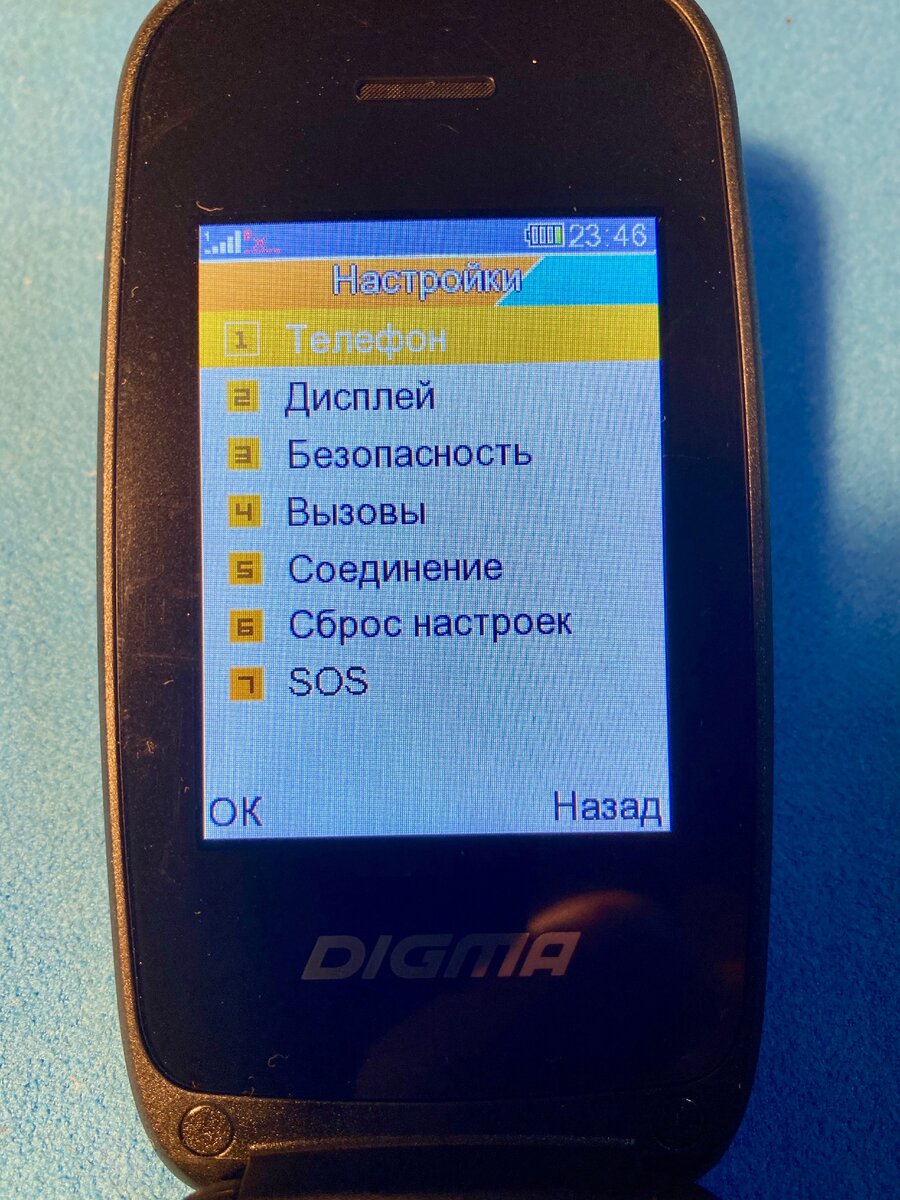 23:46
Настройки
1 Телефон
2 Дисплей
3 Безопасность
4 Вызовы
5 Соединение
6 Сброс настроек
7 SOS
ОК Назад
DIGMA